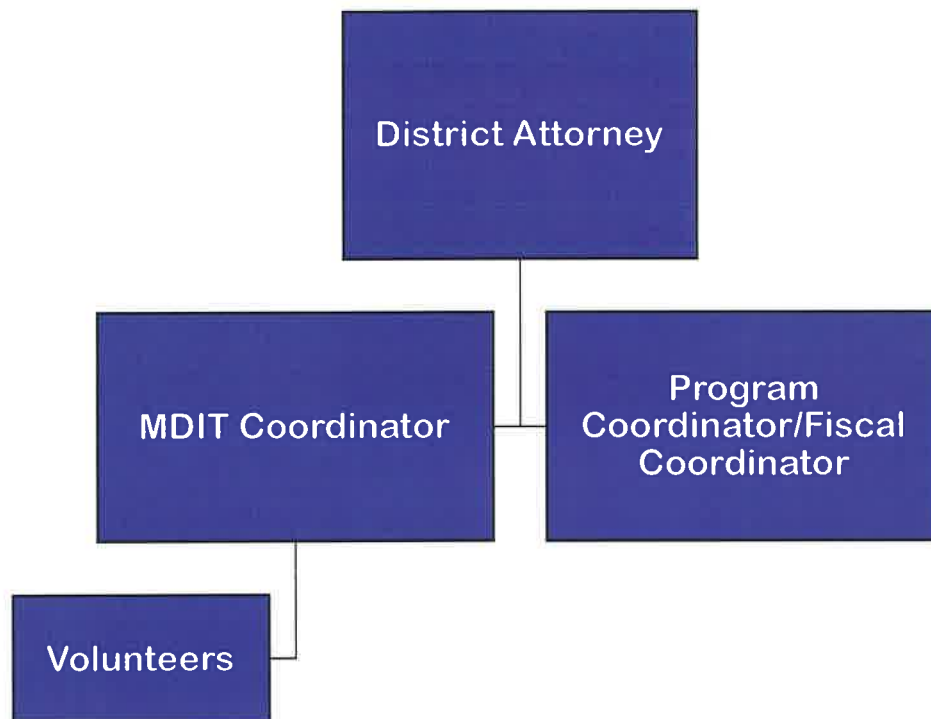 District Attorney
MDIT Coordinator
Program
Coordinator/Fiscal
Coordinator
Volunteers